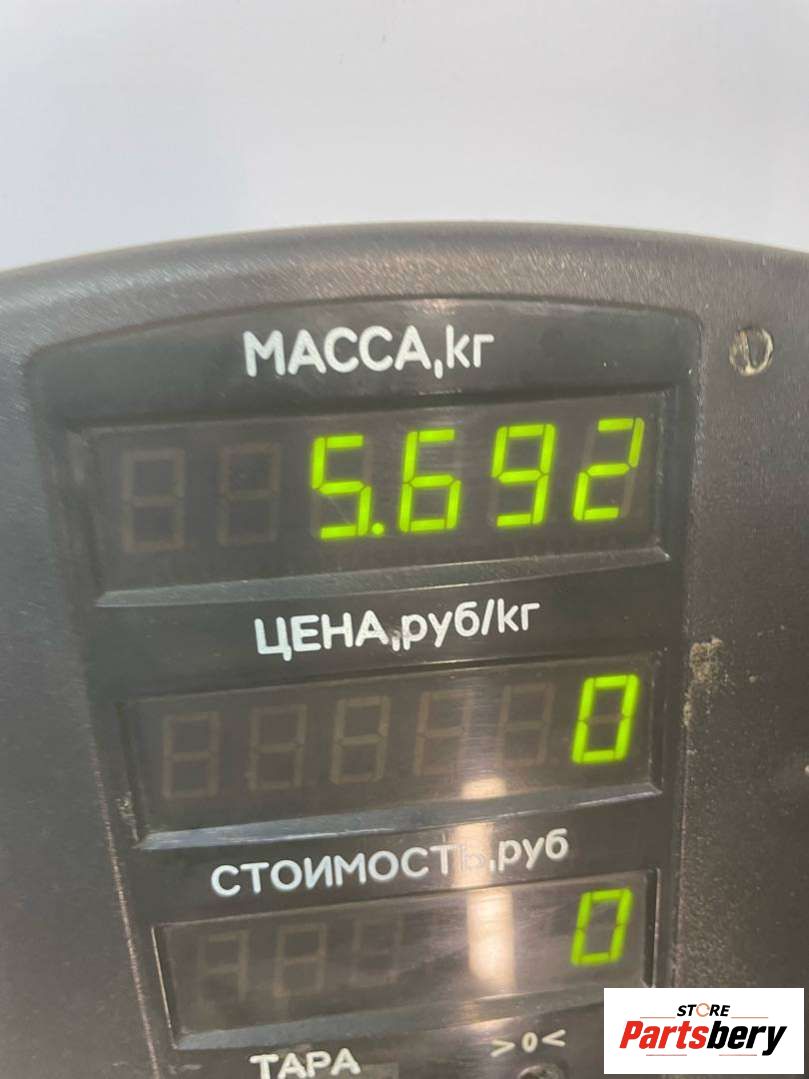 МАССА,кг
5.692
ЦЕНА,руб/кг
0
СТОИМОСТЬ,руб
0
ТАРА
>0<
STORE
Partsbery